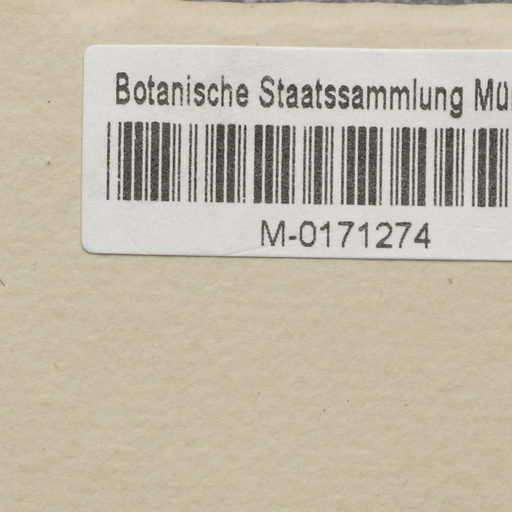 Botanische Staatssammlung Mü
M-0171274